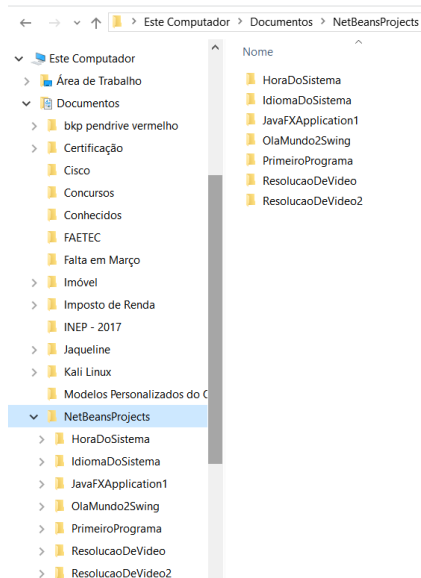 Este Computador > Documentos > NetBeansProjects
Este Computador
Área de Trabalho
Documentos
bkp pendrive vermelho
Certificação
Cisco
Concursos
Conhecidos
FAETEC
Falta em Março
Imóvel
Imposto de Renda
INEP - 2017
Jaqueline
Kali Linux
Modelos Personalizados do
NetBeansProjects
HoraDoSistema
IdiomaDoSistema
JavaFXApplication1
OlaMundo2Swing
PrimeiroPrograma
ResolucaoDeVideo
ResolucaoDeVideo2
Nome
HoraDoSistema
IdiomaDoSistema
JavaFXApplication1
OlaMundo2Swing
PrimeiroPrograma
ResolucaoDeVideo
ResolucaoDeVideo2